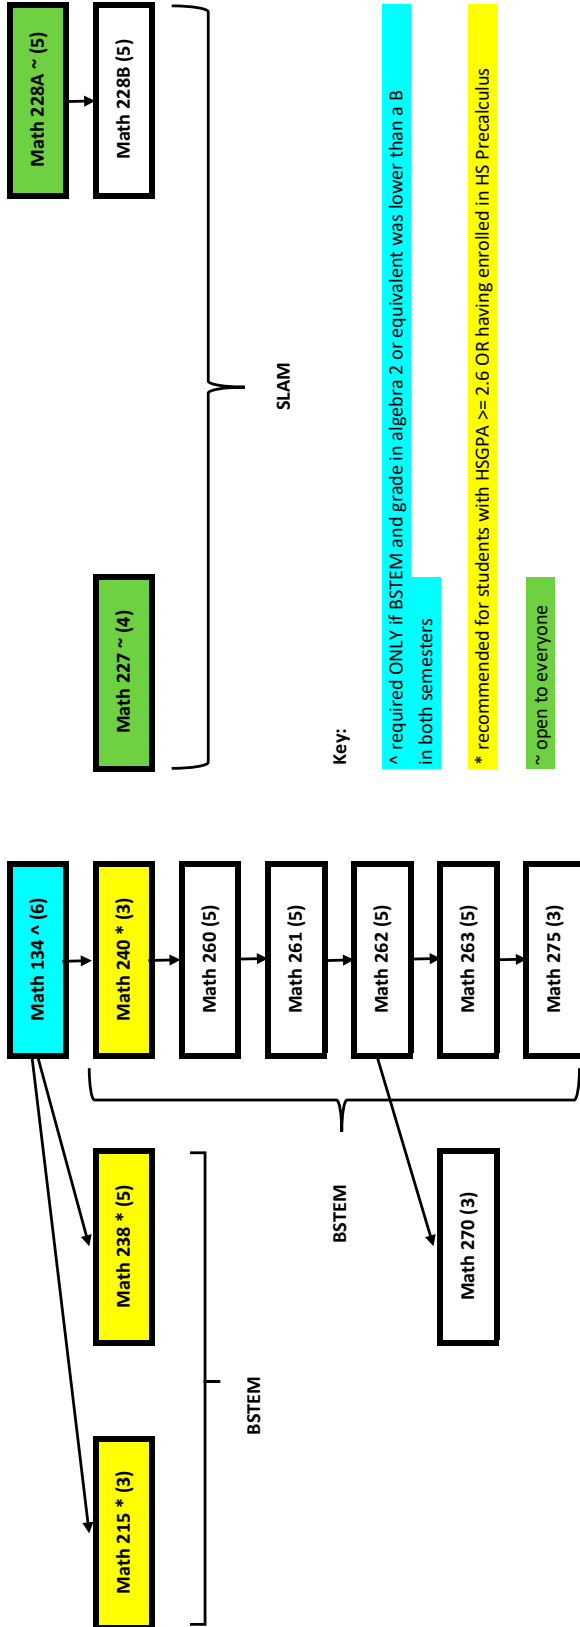 Math 134 ^ (6)
Math 228A ~ (5)
Math 215 * (3)
Math 238 * (5)
Math 240 * (3)
Math 227 ~ (4)
Math 228B (5)
Math 260 (5)
BSTEM
SLAM
Math 261 (5)
BSTEM
Math 262 (5)
Key:
^ required ONLY if BSTEM and grade in algebra 2 or equivalent was lower than a B
in both semesters
Math 270 (3)
Math 263 (5)
* recommended for students with HSGPA >= 2.6 OR having enrolled in HS Precalculus
Math 275 (3)
~ open to everyone